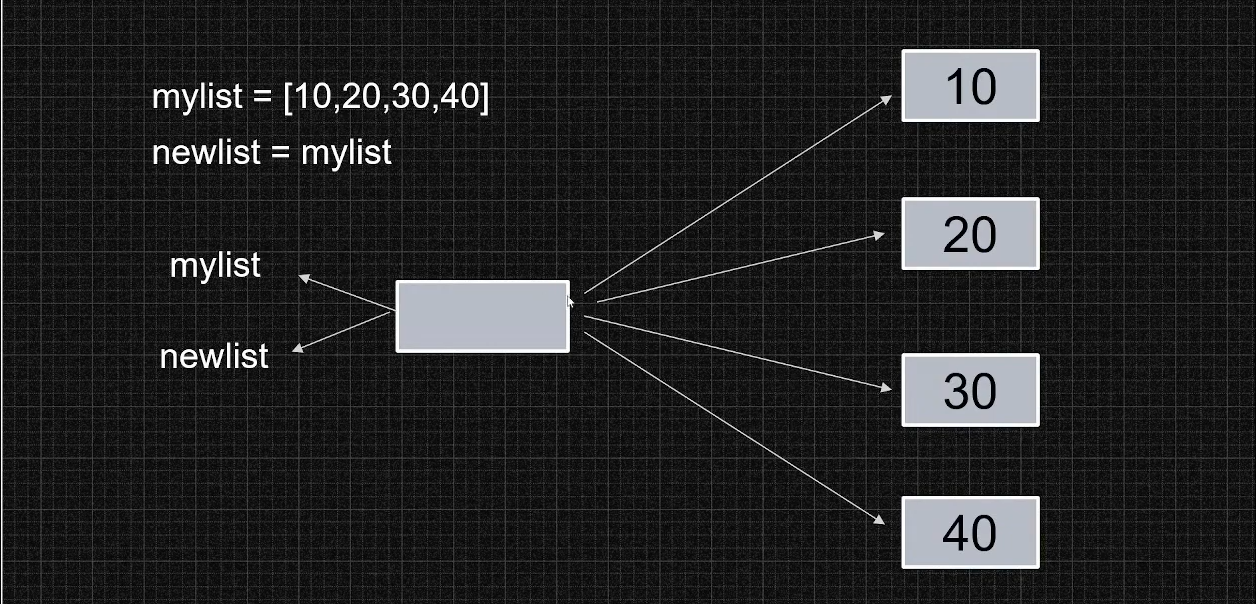 mylist = [10,20,30,40]
newlist = mylist
mylist
newlist
10
20
30
40